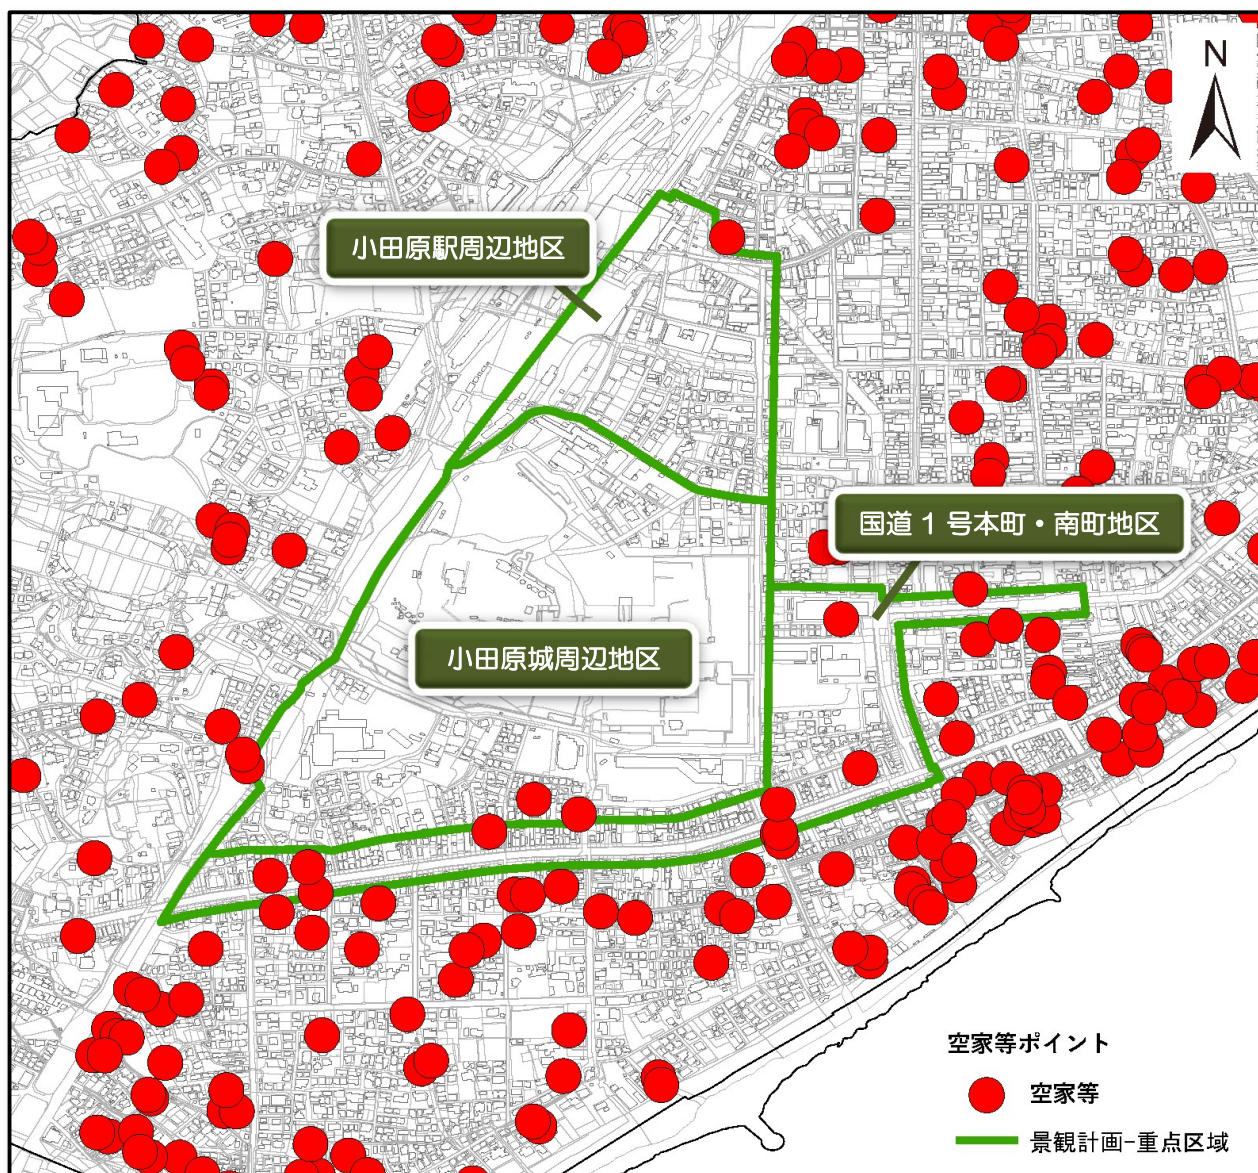 N
小田原駅周辺地区
国道1号本町・南町地区
小田原城周辺地区
空家等ポイント
空家等
景観計画-重点区域